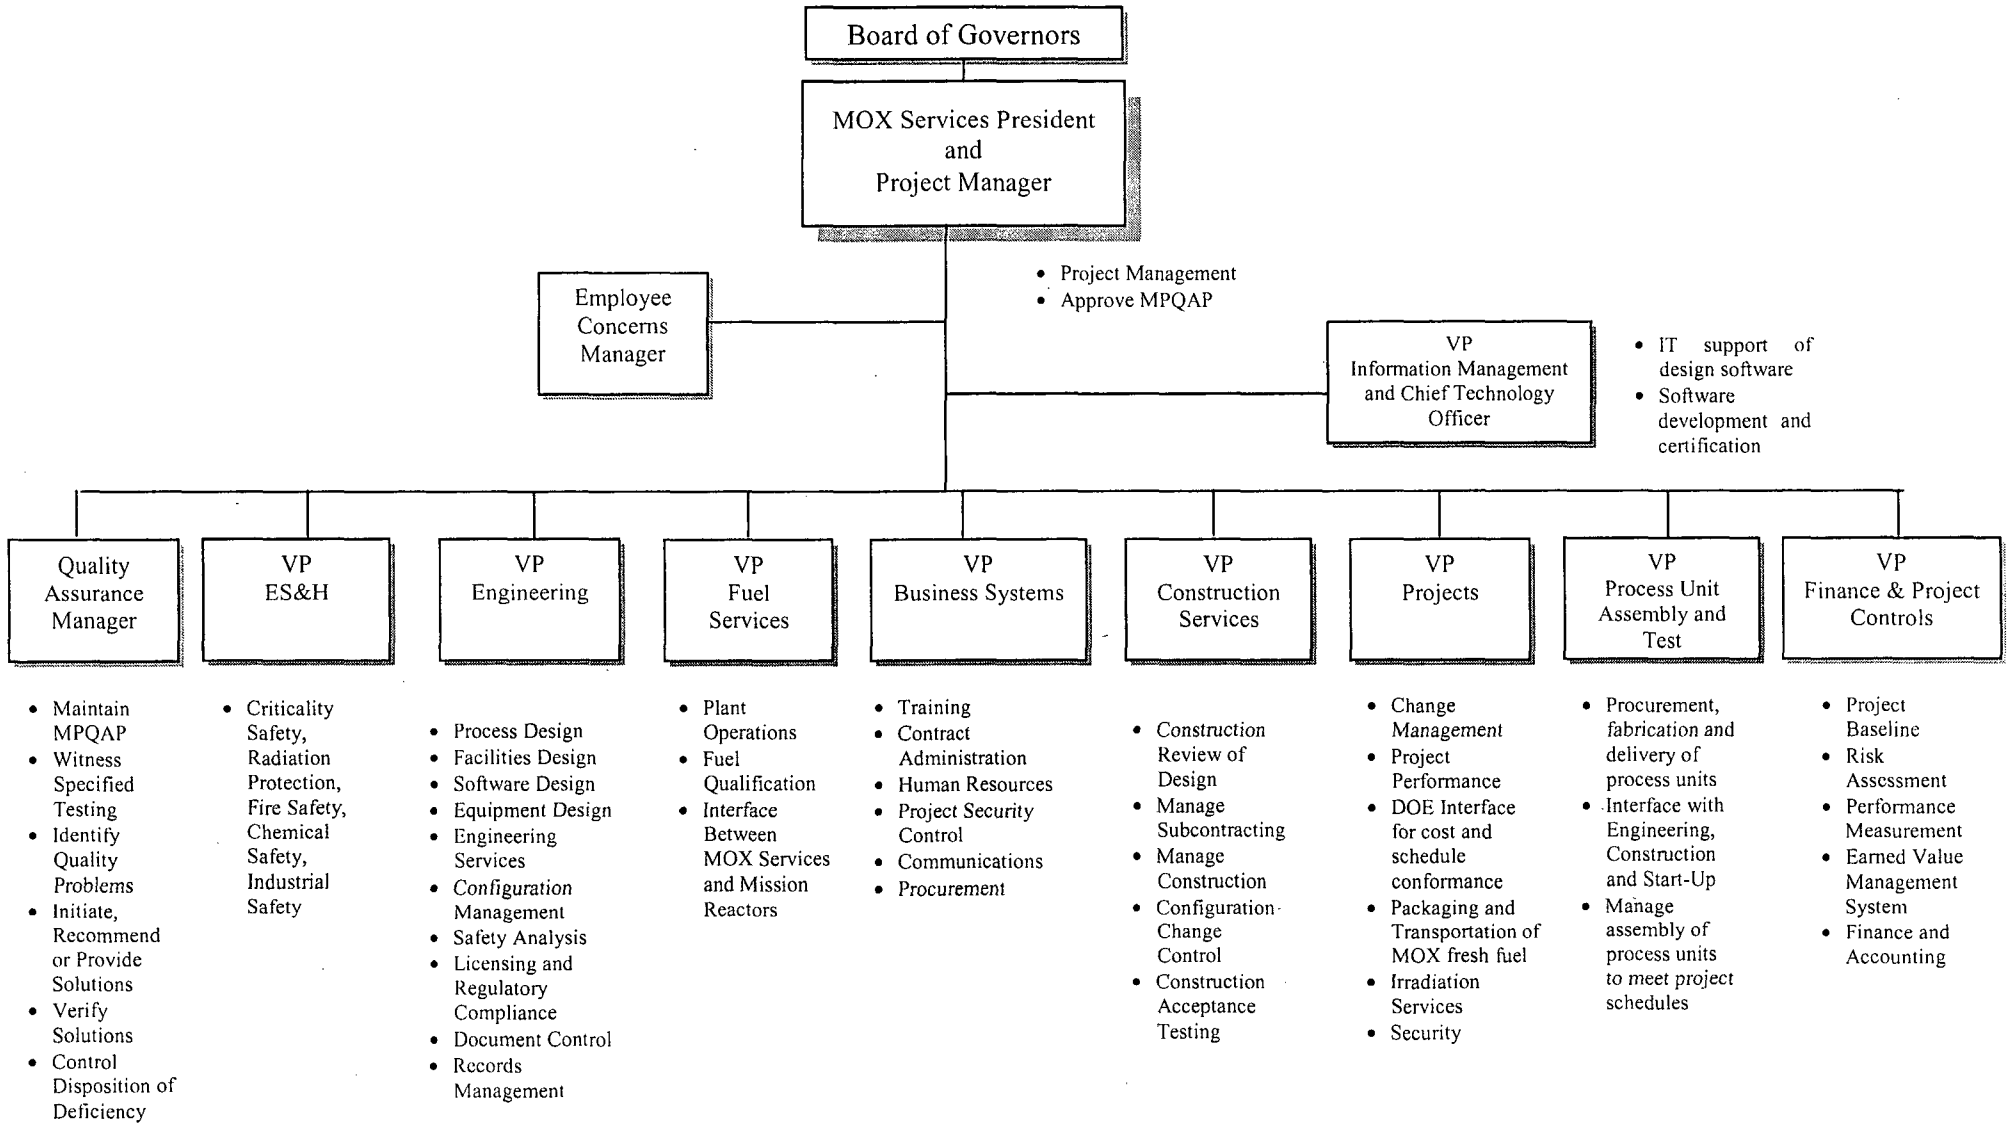 Board of Governors
MOX Services President
and
Project Manager
• Project Management
• Approve MPQAP
Employee
Concerns
Manager
VP
Information Management
and Chief Technology
Officer
• IT support of
design software
• Software
development and
certification
Quality
Assurance
Manager
• Maintain
MPQAP
• Witness
Specified
Testing
• Identify
Quality
Problems
• Initiate,
Recommend
or Provide
Solutions
• Verify
Solutions
• Control
Disposition of
Deficiency
VP
ES&H
• Criticality
Safety,
Radiation
Protection,
Fire Safety,
Chemical
Safety,
Industrial
Safety
VP
Engineering
• Process Design
• Facilities Design
• Software Design
• Equipment Design
• Engineering
Services
• Configuration
Management
• Safety Analysis
• Licensing and
Regulatory
Compliance
• Document Control
• Records
Management
VP
Fuel
Services
• Plant
Operations
• Fuel
Qualification
• Interface
Between
MOX Services
and Mission
Reactors
VP
Business Systems
• Training
• Contract
Administration
• Human Resources
• Project Security
Control
• Communications
• Procurement
VP
Construction
Services
• Construction
Review of
Design
• Manage
Subcontracting
• Manage
Construction
• Configuration
Change
Control
• Construction
Acceptance
Testing
VP
Projects
• Change
Management
• Project
Performance
• DOE Interface
for cost and
schedule
conformance
• Packaging and
Transportation of
MOX fresh fuel
• Irradiation
Services
• Security
VP
Process Unit
Assembly and
Test
• Procurement,
fabrication and
delivery of
process units
• Interface with
Engineering,
Construction
and Start-Up
• Manage
assembly of
process units
to meet project
schedules
VP
Finance & Project
Controls
• Project
Baseline
• Risk
Assessment
• Performance
Measurement
• Earned Value
Management
System
• Finance and
Accounting